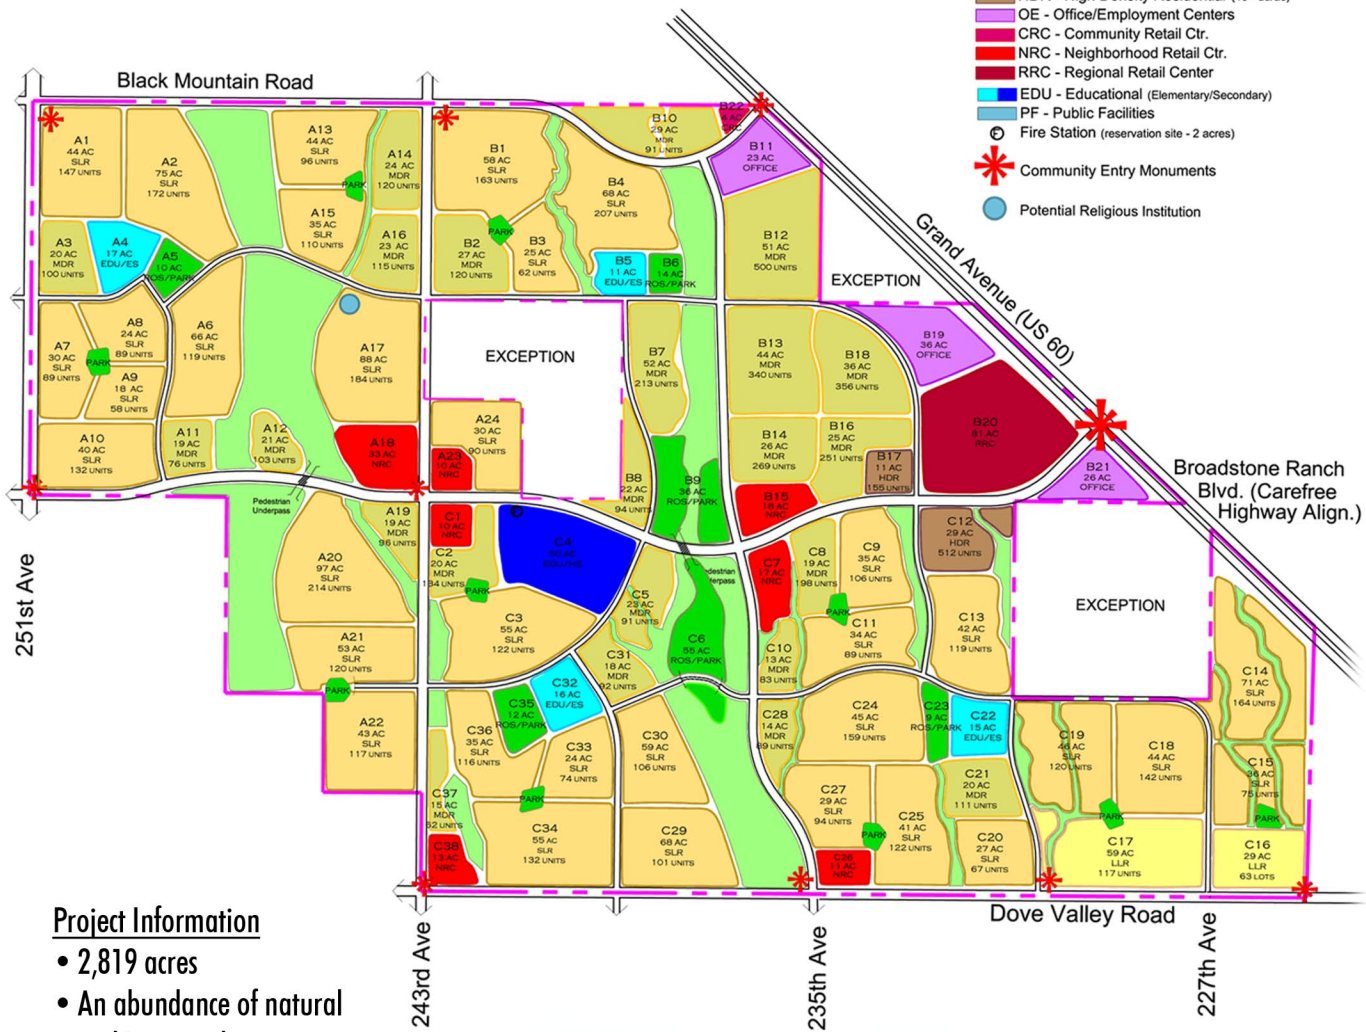 OE - Office/Employment Centers
CRC - Community Retail Ctr.
NRC - Neighborhood Retail Ctr.
RRC - Regional Retail Center
EDU - Educational (Elementary/Secondary)
PF - Public Facilities
F
Fire Station (reservation site - 2 acres)
Community Entry Monuments
Potential Religious Institution
Black Mountain Road
A1
44 AC
SLR
147 UNITS
A2
75 AC
SLR
172 UNITS
A13
44 AC
SLR
96 UNITS
A14
24 AC
MDR
120 UNITS
PARK
A15
35 AC
SLR
110 UNITS
A16
23 AC
MDR
115 UNITS
A3
20 AC
MDR
100 UNITS
A4
17 AC
EDU/ES
A5
10 AC
ROS/PARK
B1
58 AC
SLR
163 UNITS
B2
27 AC
MDR
120 UNITS
PARK
B3
25 AC
SLR
62 UNITS
B4
68 AC
SLR
207 UNITS
B5
11 AC
EDU/ES
B6
14 AC
ROS/PARK
B10
29 AC
MDR
91 UNITS
B22
4 AC
CRC
B11
23 AC
OFFICE
B12
51 AC
MDR
500 UNITS
EXCEPTION
Grand Avenue (US 60)
A7
30 AC
SLR
89 UNITS
A8
24 AC
SLR
89 UNITS
PARK
A9
18 AC
SLR
58 UNITS
A6
66 AC
SLR
119 UNITS
A17
88 AC
SLR
184 UNITS
EXCEPTION
B7
52 AC
MDR
213 UNITS
B13
44 AC
MDR
340 UNITS
B18
36 AC
MDR
356 UNITS
B19
36 AC
OFFICE
A10
40 AC
SLR
132 UNITS
A11
19 AC
MDR
76 UNITS
A12
21 AC
MDR
103 UNITS
A18
33 AC
NRC
A24
30 AC
SLR
90 UNITS
A23
10 AC
NRC
B8
22 AC
MDR
94 UNITS
B9
36 AC
ROS/PARK
B14
26 AC
MDR
269 UNITS
B16
25 AC
MDR
251 UNITS
B17
11 AC
HDR
155 UNITS
B15
18 AC
NRC
B20
81 AC
RRC
B21
26 AC
OFFICE
Broadstone Ranch
Blvd. (Carefree
Highway Align.)
Pedestrian
Underpass
A19
19 AC
MDR
96 UNITS
A20
97 AC
SLR
214 UNITS
A21
53 AC
SLR
120 UNITS
PARK
A22
43 AC
SLR
117 UNITS
C1
10 AC
NRC
C2
20 AC
MDR
PARK
C4
C3
55 AC
SLR
122 UNITS
C5
23 AC
MDR
91 UNITS
C31
18 AC
MDR
92 UNITS
C6
55 AC
ROS/PARK
C7
17 AC
NRC
C8
19 AC
MDR
198 UNITS
C9
35 AC
SLR
106 UNITS
PARK
C10
13 AC
MDR
83 UNITS
C11
34 AC
SLR
89 UNITS
C12
29 AC
HDR
512 UNITS
C13
42 AC
SLR
119 UNITS
EXCEPTION
C14
71 AC
SLR
164 UNITS
C32
16 AC
EDU/ES
C35
12 AC
ROS/PARK
C36
35 AC
SLR
116 UNITS
C33
24 AC
SLR
74 UNITS
PARK
C30
59 AC
SLR
106 UNITS
C28
14 AC
MDR
89 UNITS
C24
45 AC
SLR
159 UNITS
C23
9 AC
ROS/PARK
C22
15 AC
EDU/ES
C19
46 AC
SLR
120 UNITS
C18
44 AC
SLR
142 UNITS
C15
36 AC
SLR
75 UNITS
PARK
C37
15 AC
MDR
C38
13 AC
NRC
C34
55 AC
SLR
132 UNITS
C29
68 AC
SLR
101 UNITS
C27
29 AC
SLR
94 UNITS
PARK
C26
11 AC
NRC
C25
41 AC
SLR
122 UNITS
C21
20 AC
MDR
111 UNITS
C20
27 AC
SLR
67 UNITS
PARK
C17
59 AC
LLR
117 UNITS
C16
29 AC
LLR
63 LOTS
Dove Valley Road
251st Ave
243rd Ave
235th Ave
227th Ave
Project Information
• 2,819 acres
• An abundance of natural